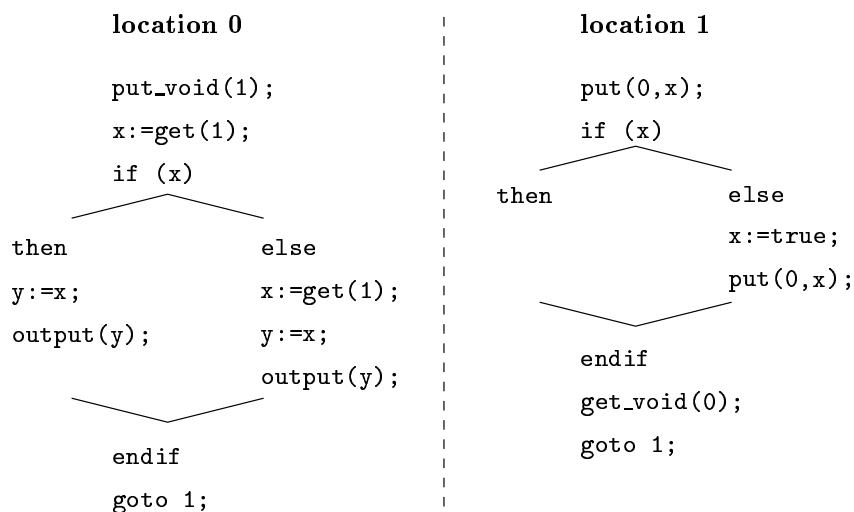 location 0
put_void(1);
x:=get(1);
if (x)
then
y:=x;
output(y);
else
x:=get(1);
y:=x;
output(y);
endif
goto 1;
location 1
put(0,x);
if (x)
then
else
x:=true;
put(0,x);
endif
get_void(0);
goto 1;